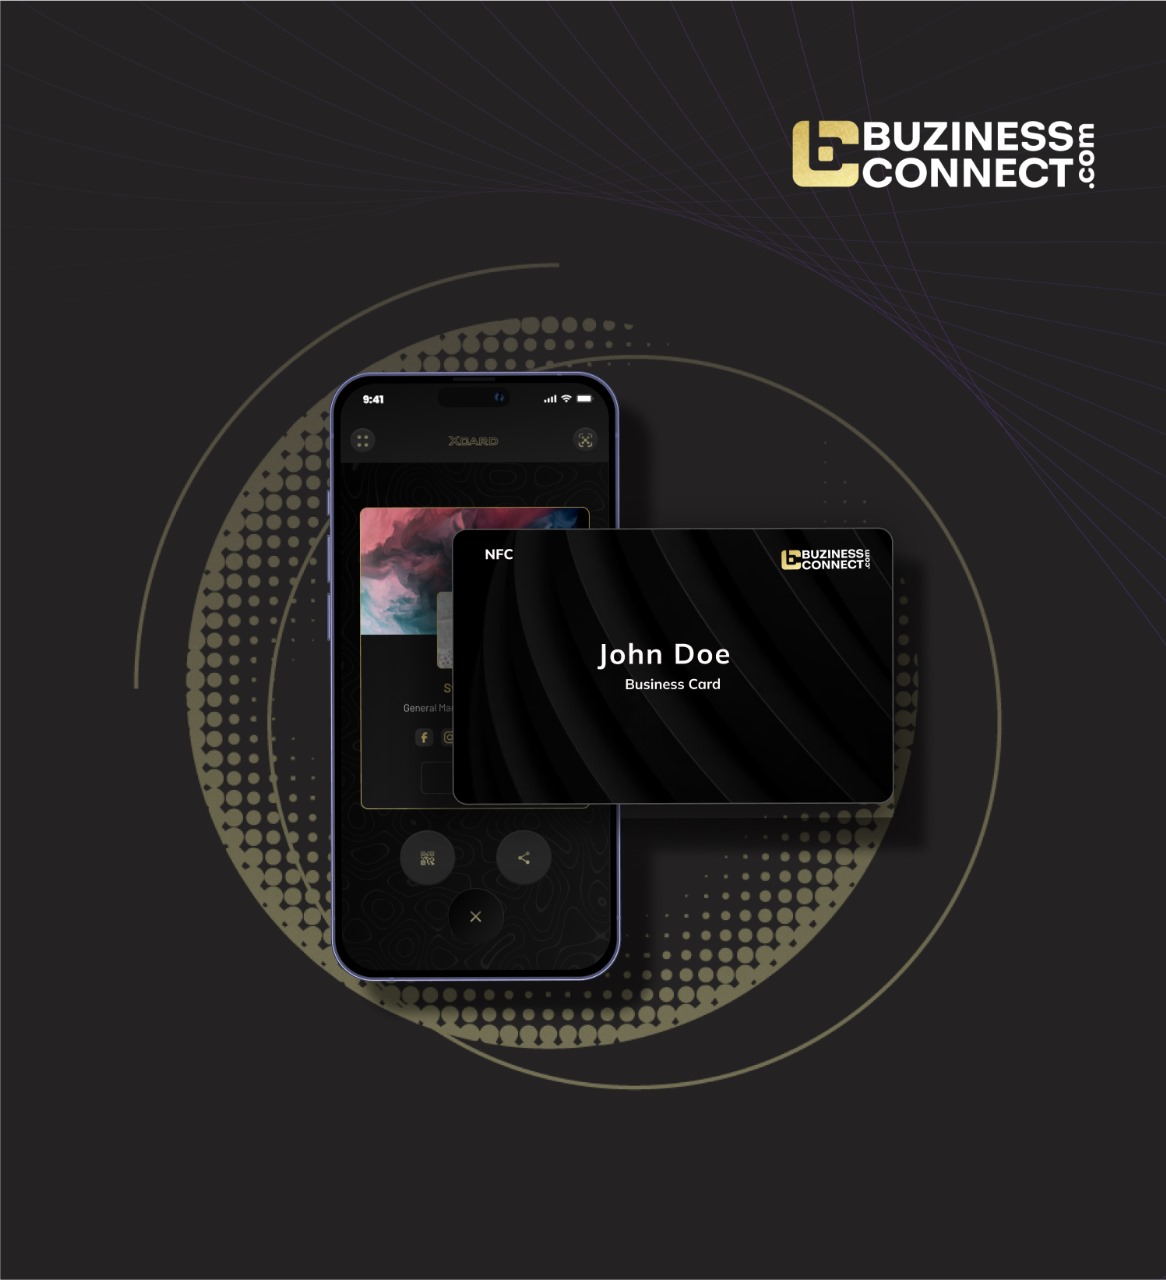 BUZINESS
CONNECT
.com
9:41
XCARD
NFC
BUZINESS
CONNECT
.com
John Doe
Business Card
S
General Ma